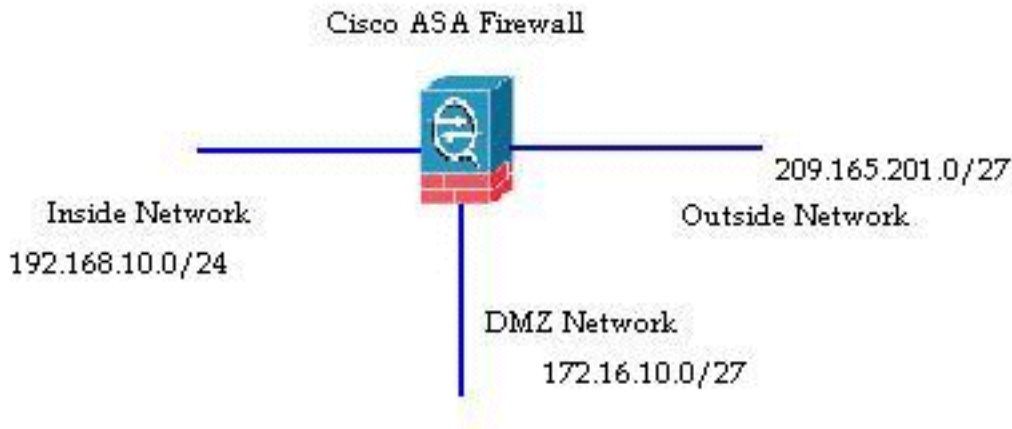 Cisco ASA Firewall
209.165.201.0/27
Inside Network
Outside Network
192.168.10.0/24
DMZ Network
172.16.10.0/27